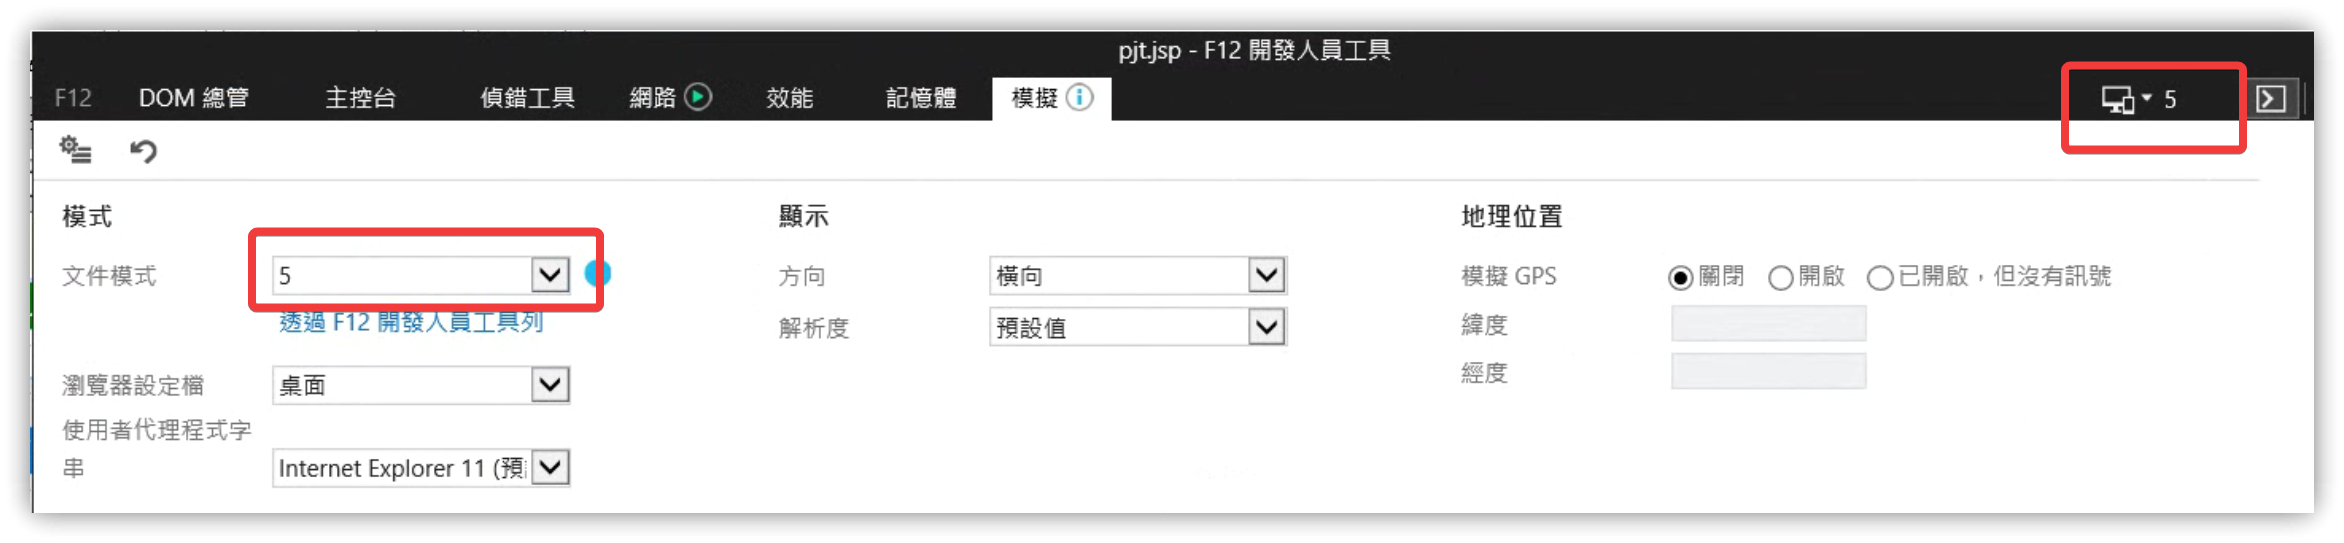 pjt.jsp - F12 開發人員工具
F12 DOM 總管 主控台 偵錯工具 網路 效能 記憶體 模擬 5
模式 顯示 地理位置
文件模式 5 方向 橫向 模擬 GPS 關閉 開啟 已開啟，但沒有訊號
透過 F12 開發人員工具列 解析度 預設值 緯度
經度
瀏覽器設定檔 桌面
使用者代理程式字
串 Internet Explorer 11 (預